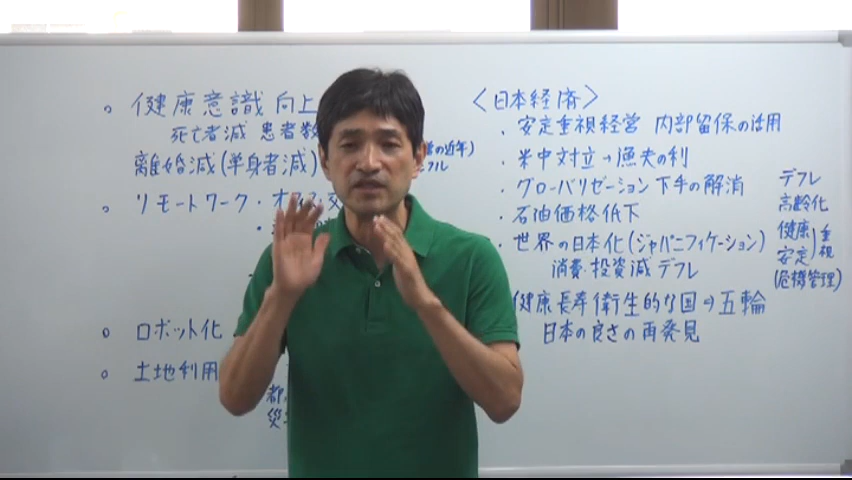 。健康意識向上
死亡者減 患者数
離婚減(単身者減)
の近年)
。リモートワーク・オフィス
。ロボット化
。土地利用
都
災
〈日本経済〉
・安定重視経営 内部留保の活用
・米中対立→漁夫の利
・グローバリゼーション下手の解消
・石油価格低下
・世界の日本化(ジャパニフィケーション)
消費・投資減 デフレ
健康長寿衛生的な国⇒五輪
日本の良さの再発見
デフレ
高齢化
健康
安定
重視
(危機管理)